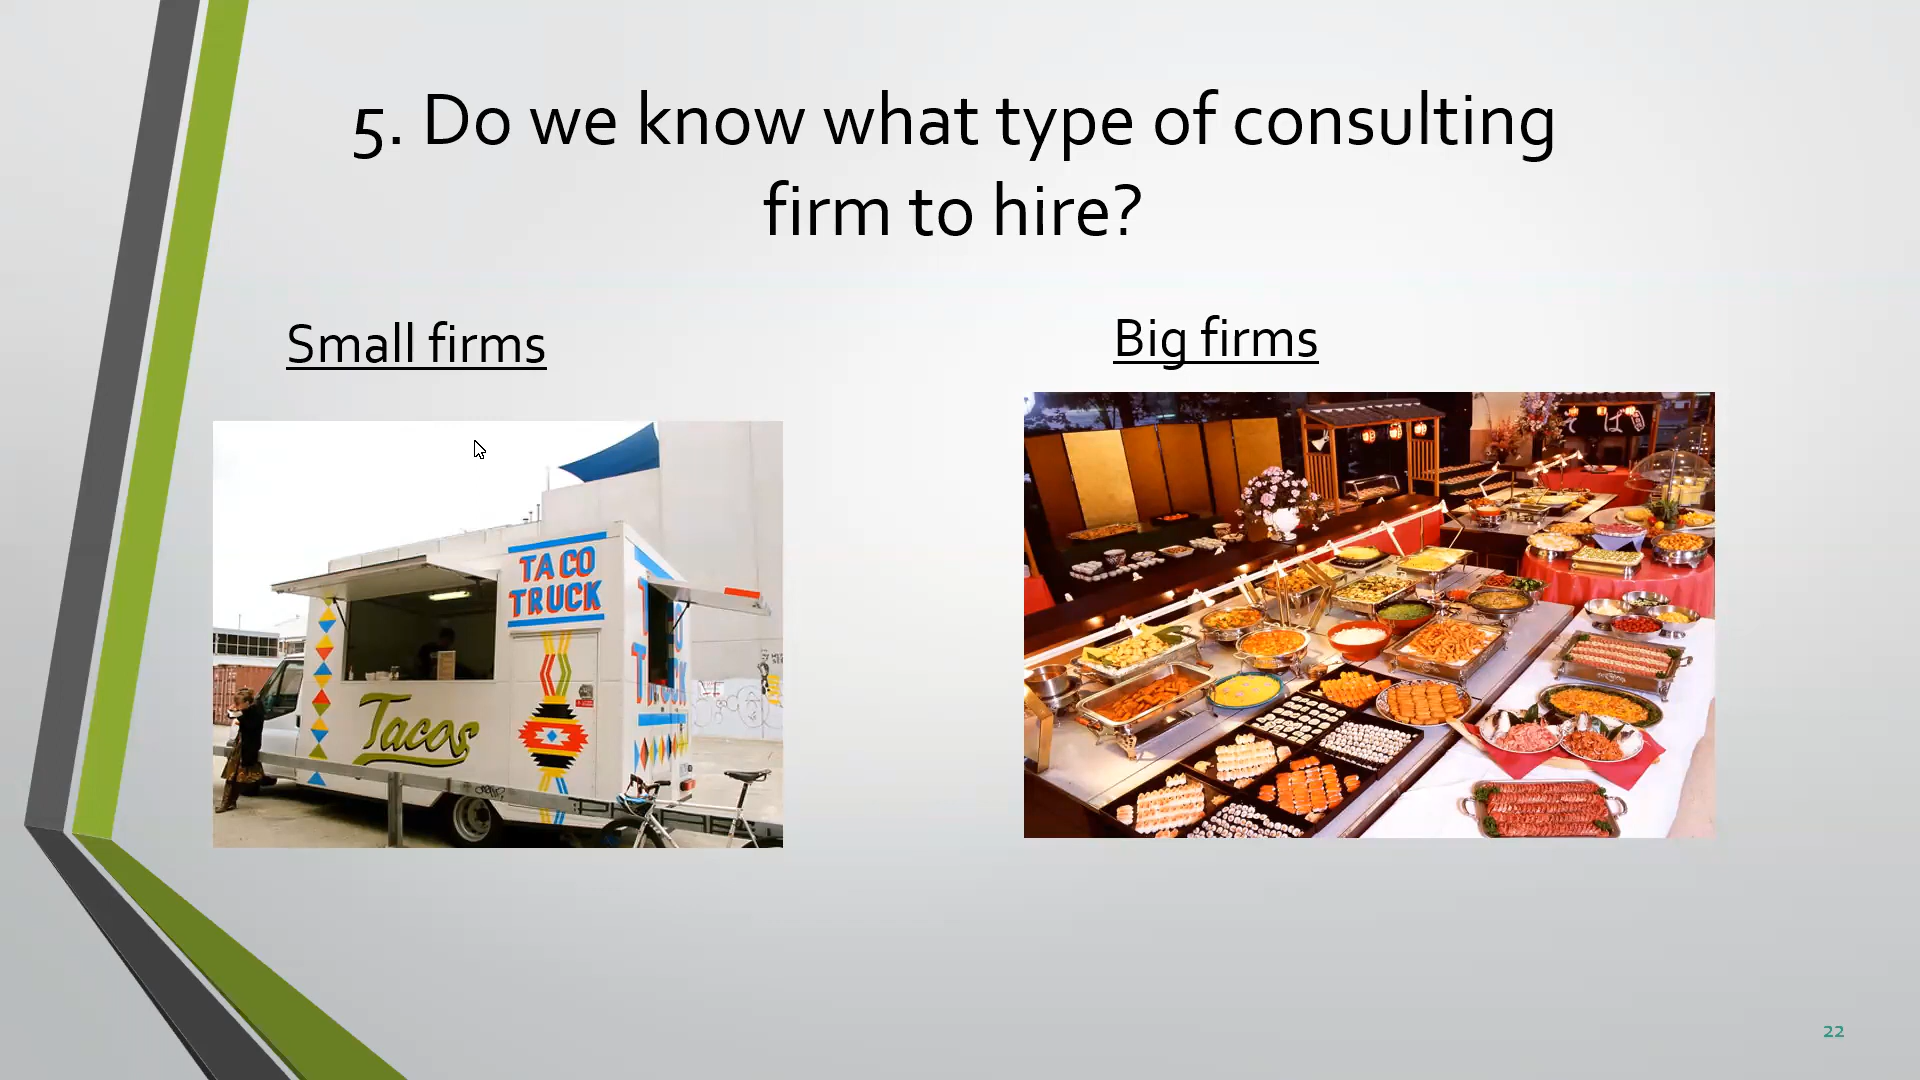 5. Do we know what type of consulting
firm to hire?
Small firms
Big firms
TACO
TRUCK
Tacos
22